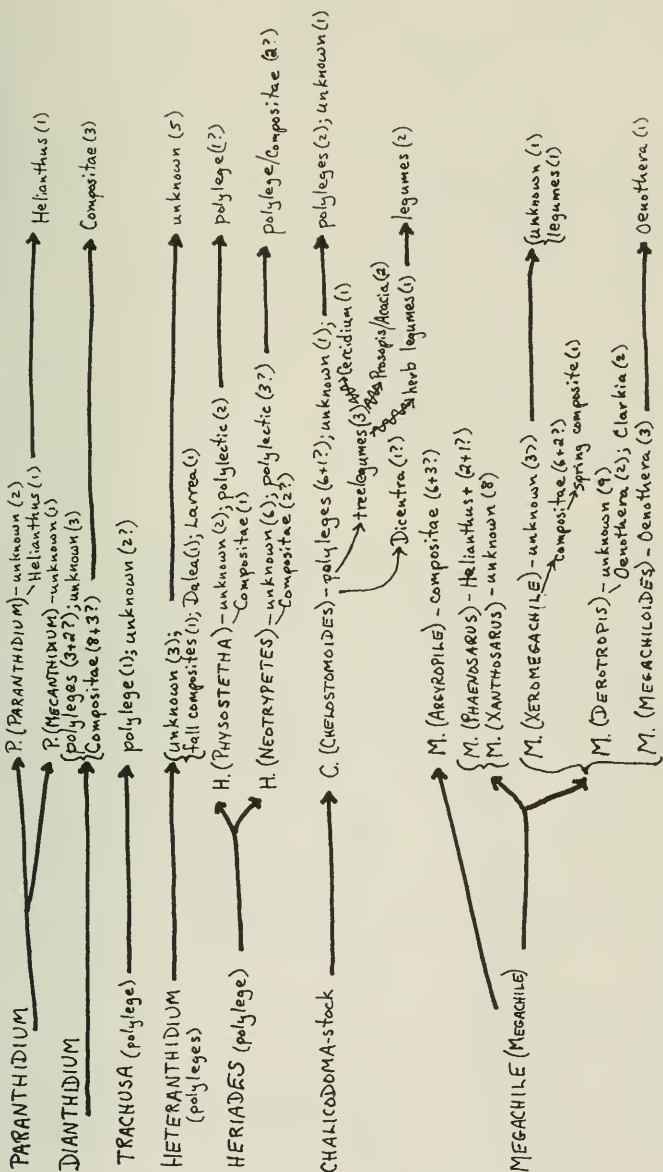 PARANTHIDIUM
P. (PARANTHIDIUM) - unknown (2)
Helianthus (1)
Helianthus (1)
P. (MECANTHIDIUM) - unknown (1)
DIANTHIDIUM
{polyleges (3+2?); unknown (3)
Compositae (8+3?)
Compositae (3)
TRACHUSA (polylege)
polylege (1); unknown (2?)
HETERANTHIDIUM
(polyleges)
{unknown (3);
fall composites (1); Dalea (1); Larrea (1)
unknown (5)
HERIADES (polylege)
H. (PHYSOSTETHA) - unknown (2); polylectic (2)
Compositae (1)
polylege (1?)
H. (NEOTRYPETES) - unknown (6); polylectic (3?)
Compositae (2?)
polylege/Compositae (2?)
CHALICODOMA-stock
C. (CHELOSTOMOIDES) - polyleges (6+1?); unknown (1);
polyleges (2); unknown (1)
tree legumes (3)
Cercidium (1)
Prosopis/Acacia (2)
herb legumes (1)
legumes (2)
Dicentra (1?)
MEGACHILE (MEGACHILE)
M. (ARGYROPILE) - compositae (6+3?)
{M. (PHAENOSARUS) - Helianthus+ (2+1?)
M. (XANTHOSARUS) - unknown (8)
M. (XEROMEGACHILE) - unknown (37)
compositae (6+2?)
spring composite (1)
{unknown (1)
legumes (1)
M. (DEROTROPIS) - unknown (9)
Oenothera (2); Clarkia (2)
M. (MEGACHILOIDES) - Oenothera (3)
Oenothera (1)